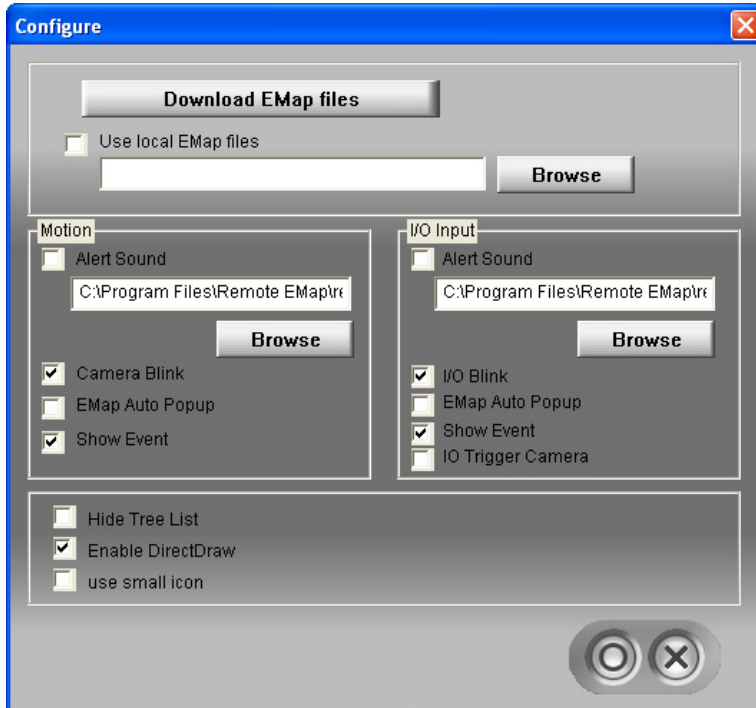 Configure
Download EMap files
Use local EMap files
Browse
Motion
Alert Sound
C:\Program Files\Remote EMap\re
Browse
Camera Blink
EMap Auto Popup
Show Event
I/O Input
Alert Sound
C:\Program Files\Remote EMap\re
Browse
I/O Blink
EMap Auto Popup
Show Event
IO Trigger Camera
Hide Tree List
Enable DirectDraw
use small icon